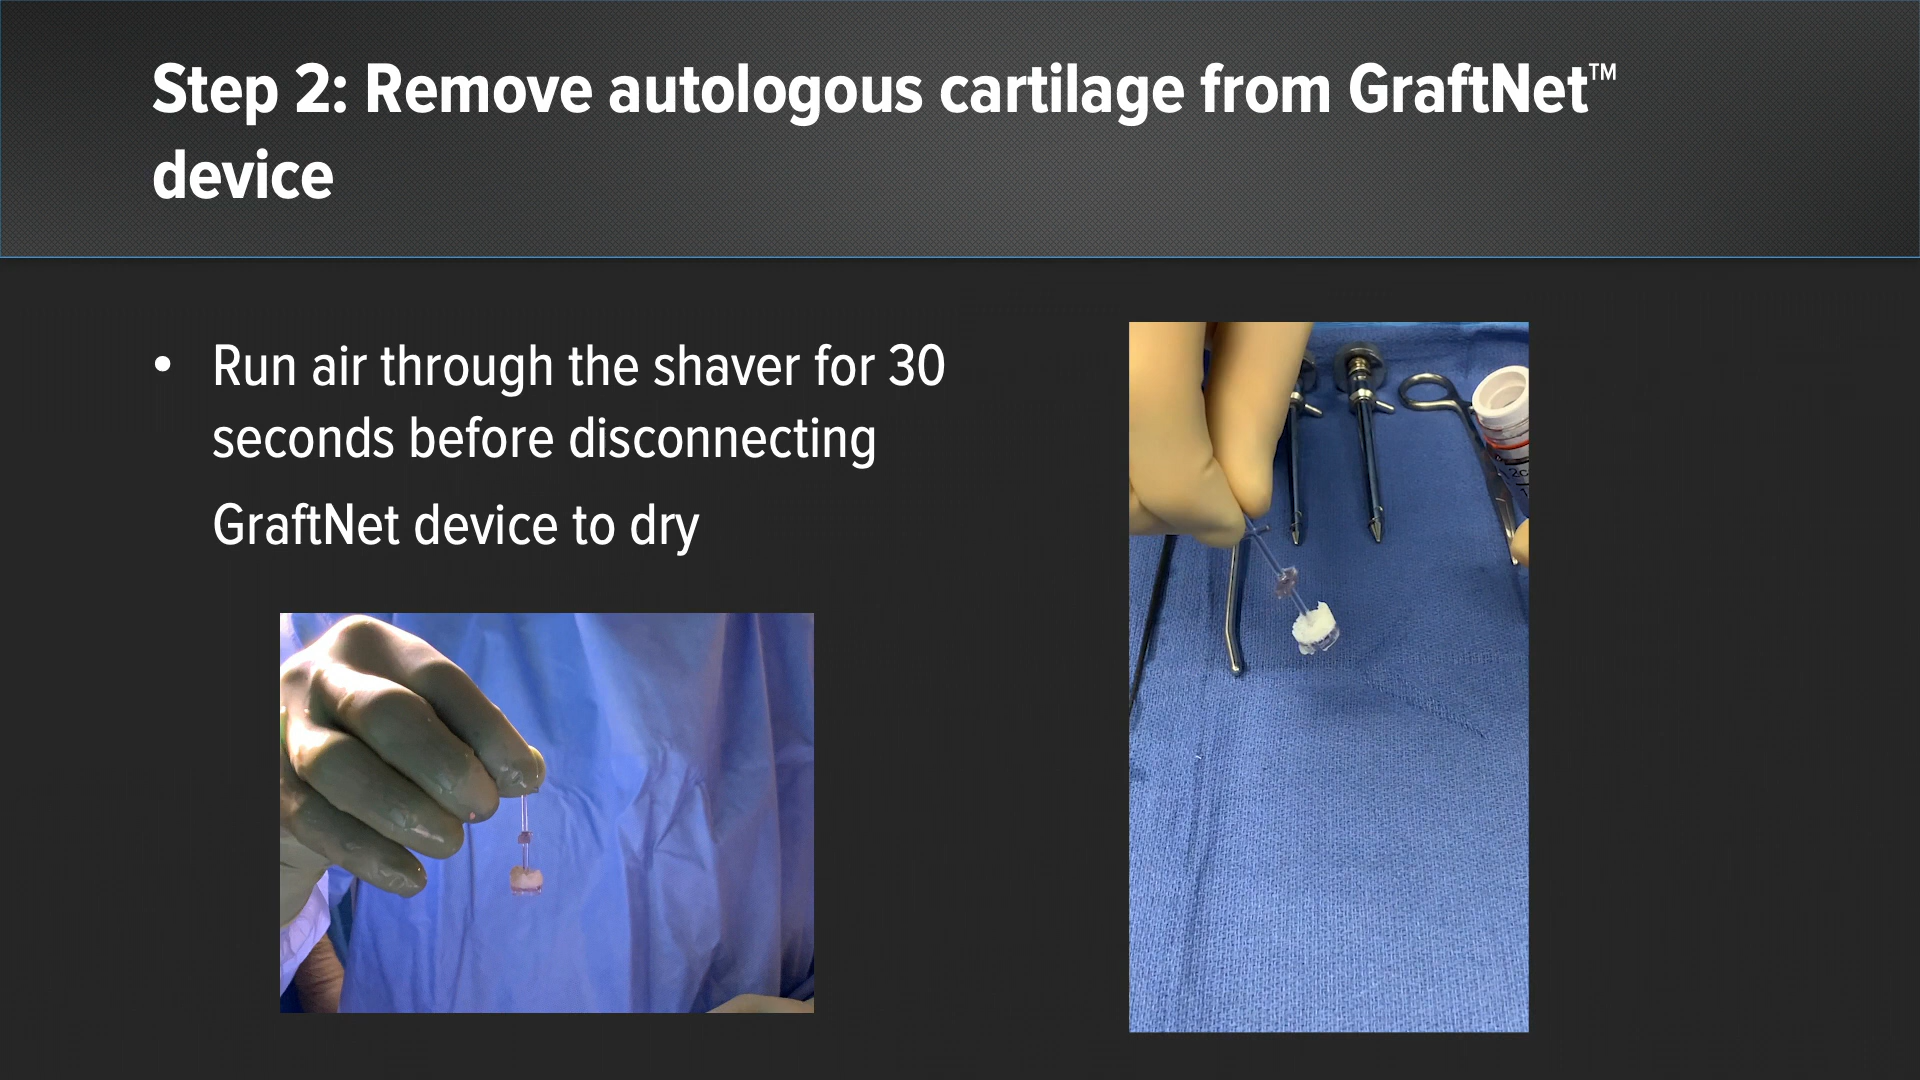 Step 2: Remove autologous cartilage from GraftNet™
device
• Run air through the shaver for 30
seconds before disconnecting
GraftNet device to dry
2c